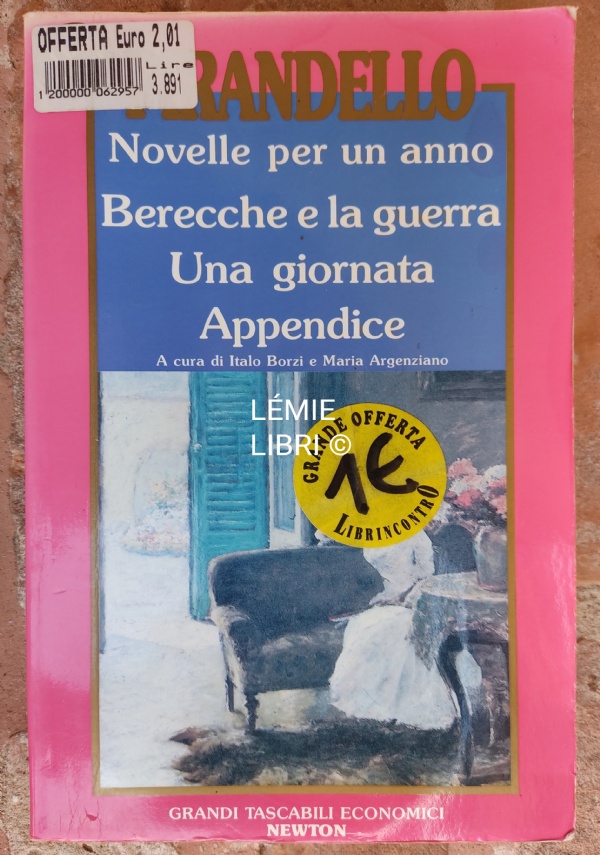 OFFERTA Euro 2,01
Lire
1 200000 062957
3.891
PIRANDELLO
Novelle per un anno
Berecche e la guerra
Una giornata
Appendice
A cura di Italo Borzi e Maria Argenziano
LÉMIE
LIBRI ©
GRANDE OFFERTA
1€
LIBRINCONTRO
GRANDI TASCABILI ECONOMICI
NEWTON